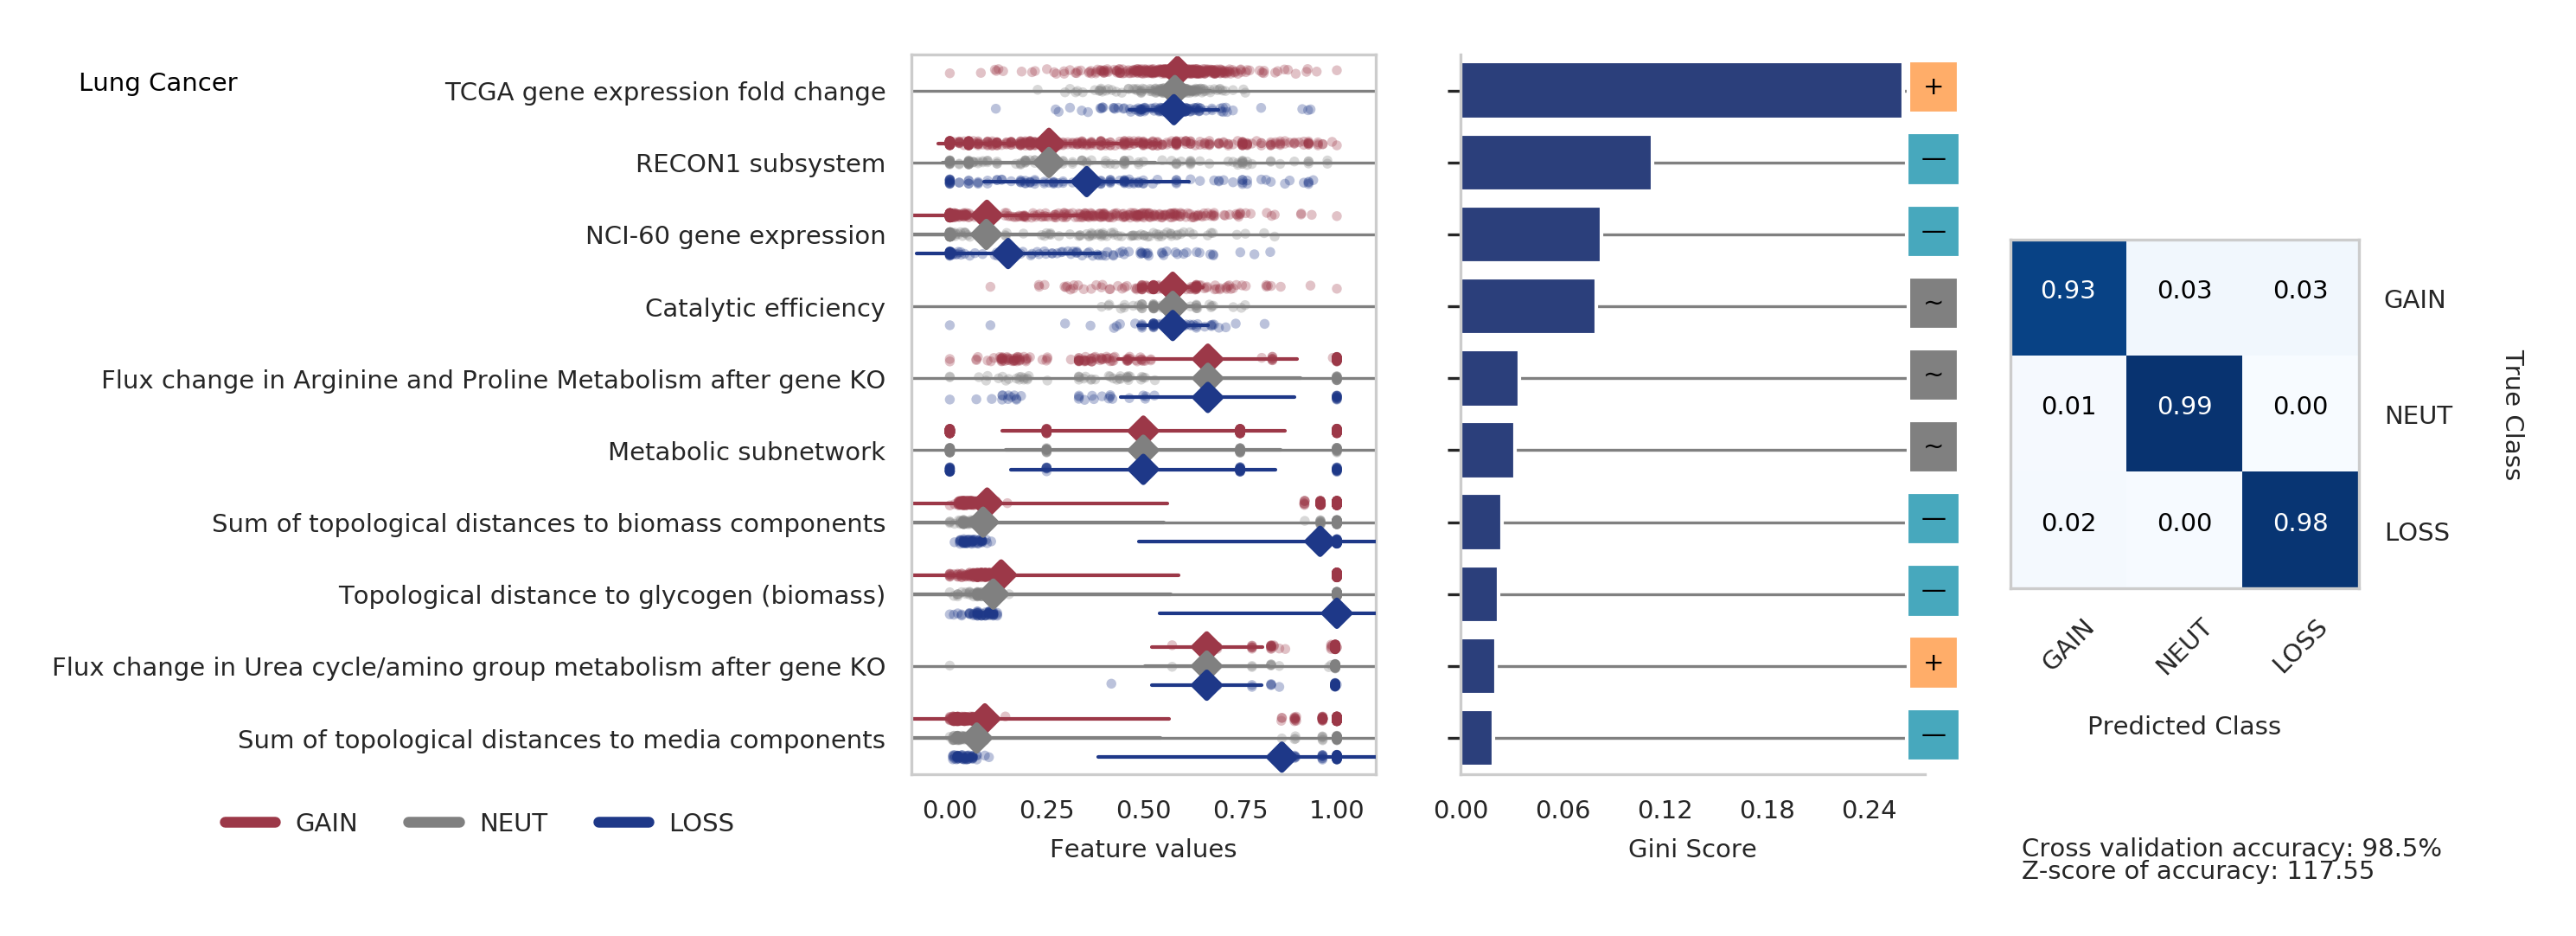 Lung Cancer
TCGA gene expression fold change
RECON1 subsystem
NCI-60 gene expression
Catalytic efficiency
Flux change in Arginine and Proline Metabolism after gene KO
Metabolic subnetwork
Sum of topological distances to biomass components
Topological distance to glycogen (biomass)
Flux change in Urea cycle/amino group metabolism after gene KO
Sum of topological distances to media components
GAIN NEUT LOSS
0.00 0.25 0.50 0.75 1.00
Feature values
+
—
—
~
~
~
—
—
+
—
0.00 0.06 0.12 0.18 0.24
Gini Score
0.93 0.03 0.03 GAIN
0.01 0.99 0.00 NEUT
0.02 0.00 0.98 LOSS
True Class
GAIN NEUT LOSS
Predicted Class
Cross validation accuracy: 98.5%
Z-score of accuracy: 117.55